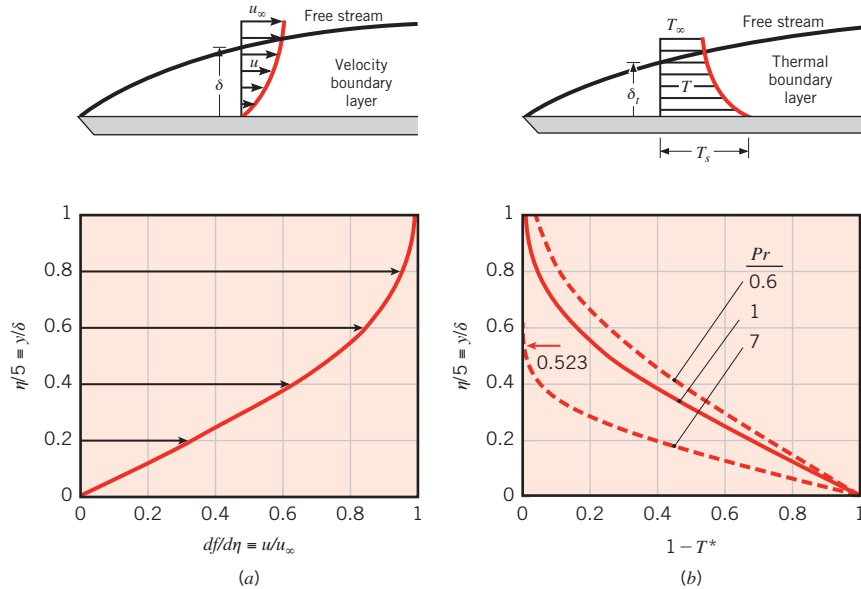 u∞
Free stream
Velocity
boundary
layer
δ
u
T∞
Free stream
Thermal
boundary
layer
δt
T
Ts
1
0.8
0.6
0.4
0.2
0
η/5 ≡ y/δ
0 0.2 0.4 0.6 0.8 1
df/dη ≡ u/u∞
(a)
1
0.8
0.6
0.4
0.2
0
η/5 ≡ y/δ
Pr
0.6
1
7
0.523
0 0.2 0.4 0.6 0.8 1
1 − T*
(b)